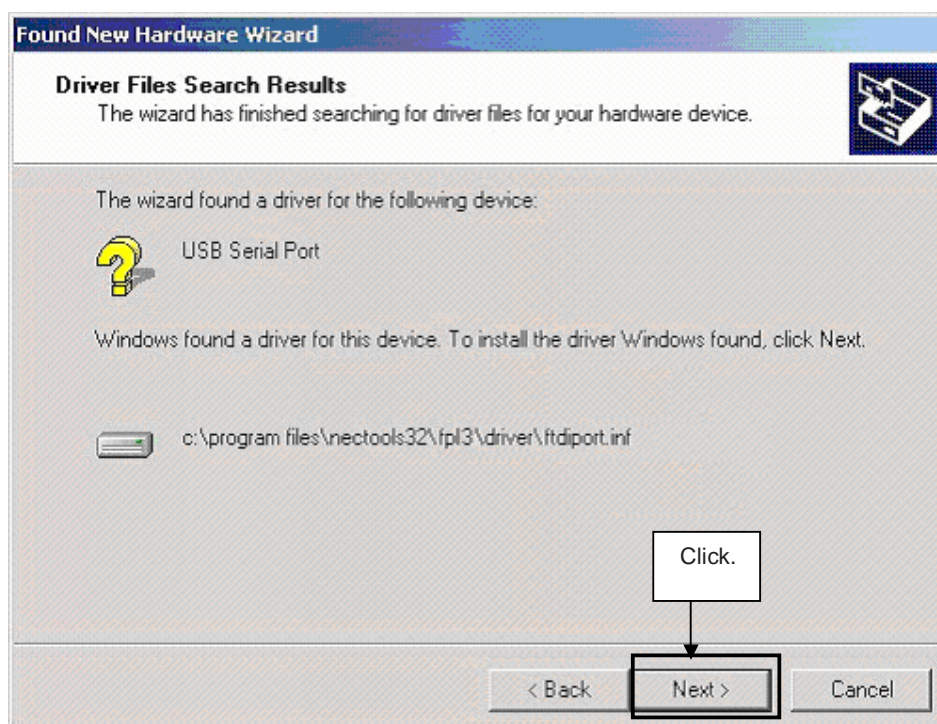 Found New Hardware Wizard
Driver Files Search Results
The wizard has finished searching for driver files for your hardware device.
The wizard found a driver for the following device:
USB Serial Port
Windows found a driver for this device. To install the driver Windows found, click Next.
c:\program files\nectools32\fpl3\driver\ftdiport.inf
Click.
< Back
Next >
Cancel